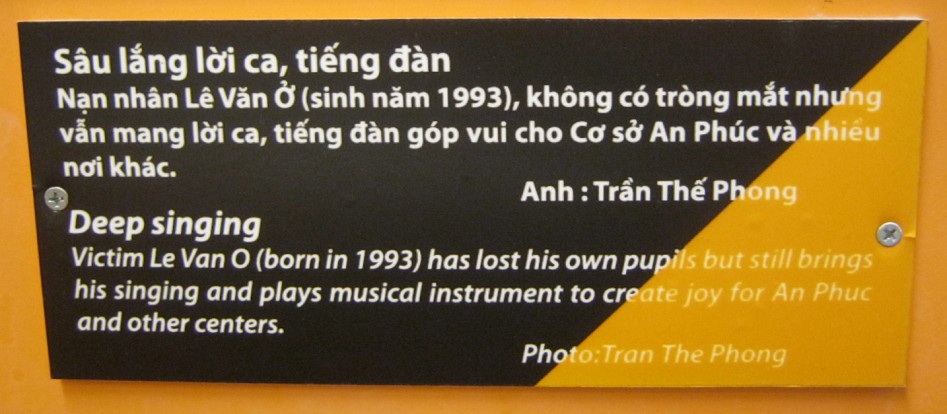 Sâu lắng lời ca, tiếng đàn
Nạn nhân Lê Văn Ở (sinh năm 1993), không có tròng mắt nhưng
vẫn mang lời ca, tiếng đàn góp vui cho Cơ sở An Phúc và nhiều
nơi khác.
Anh : Trần Thế Phong
Deep singing
Victim Le Van O (born in 1993) has lost his own pupils but still brings
his singing and plays musical instrument to create joy for An Phuc
and other centers.
Photo:Tran The Phong